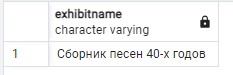 exhibitname
character varying
1 Сборник песен 40-х годов